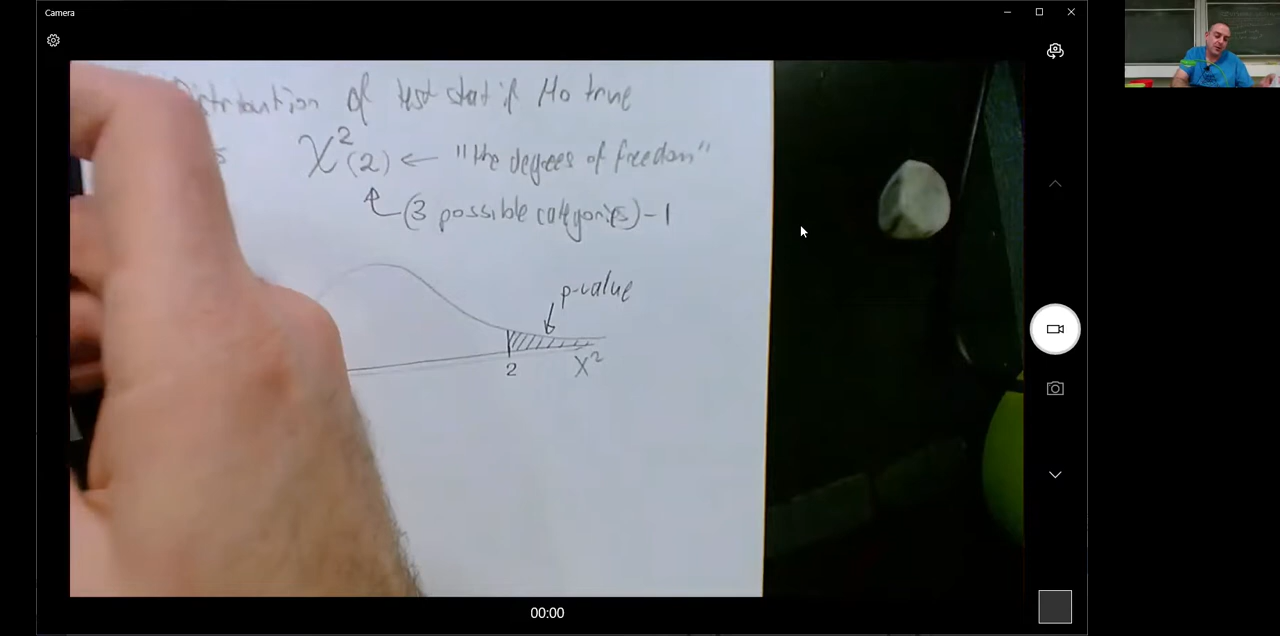 Camera
Distribution of test stat if Ho true
χ²(2) ← "the degrees of freedom"
(3 possible categories) - 1
p-value
2
X²
00:00